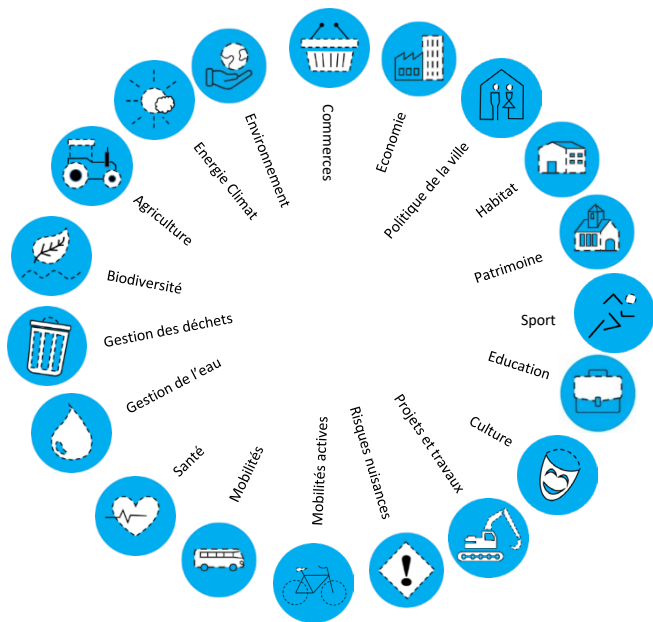 Commerces
Economie
Politique de la ville
Habitat
Patrimoine
Sport
Education
Culture
Projets et travaux
Risques nuisances
Mobilités actives
Mobilités
Santé
Gestion de l'eau
Gestion des déchets
Biodiversité
Agriculture
Energie Climat
Environnement